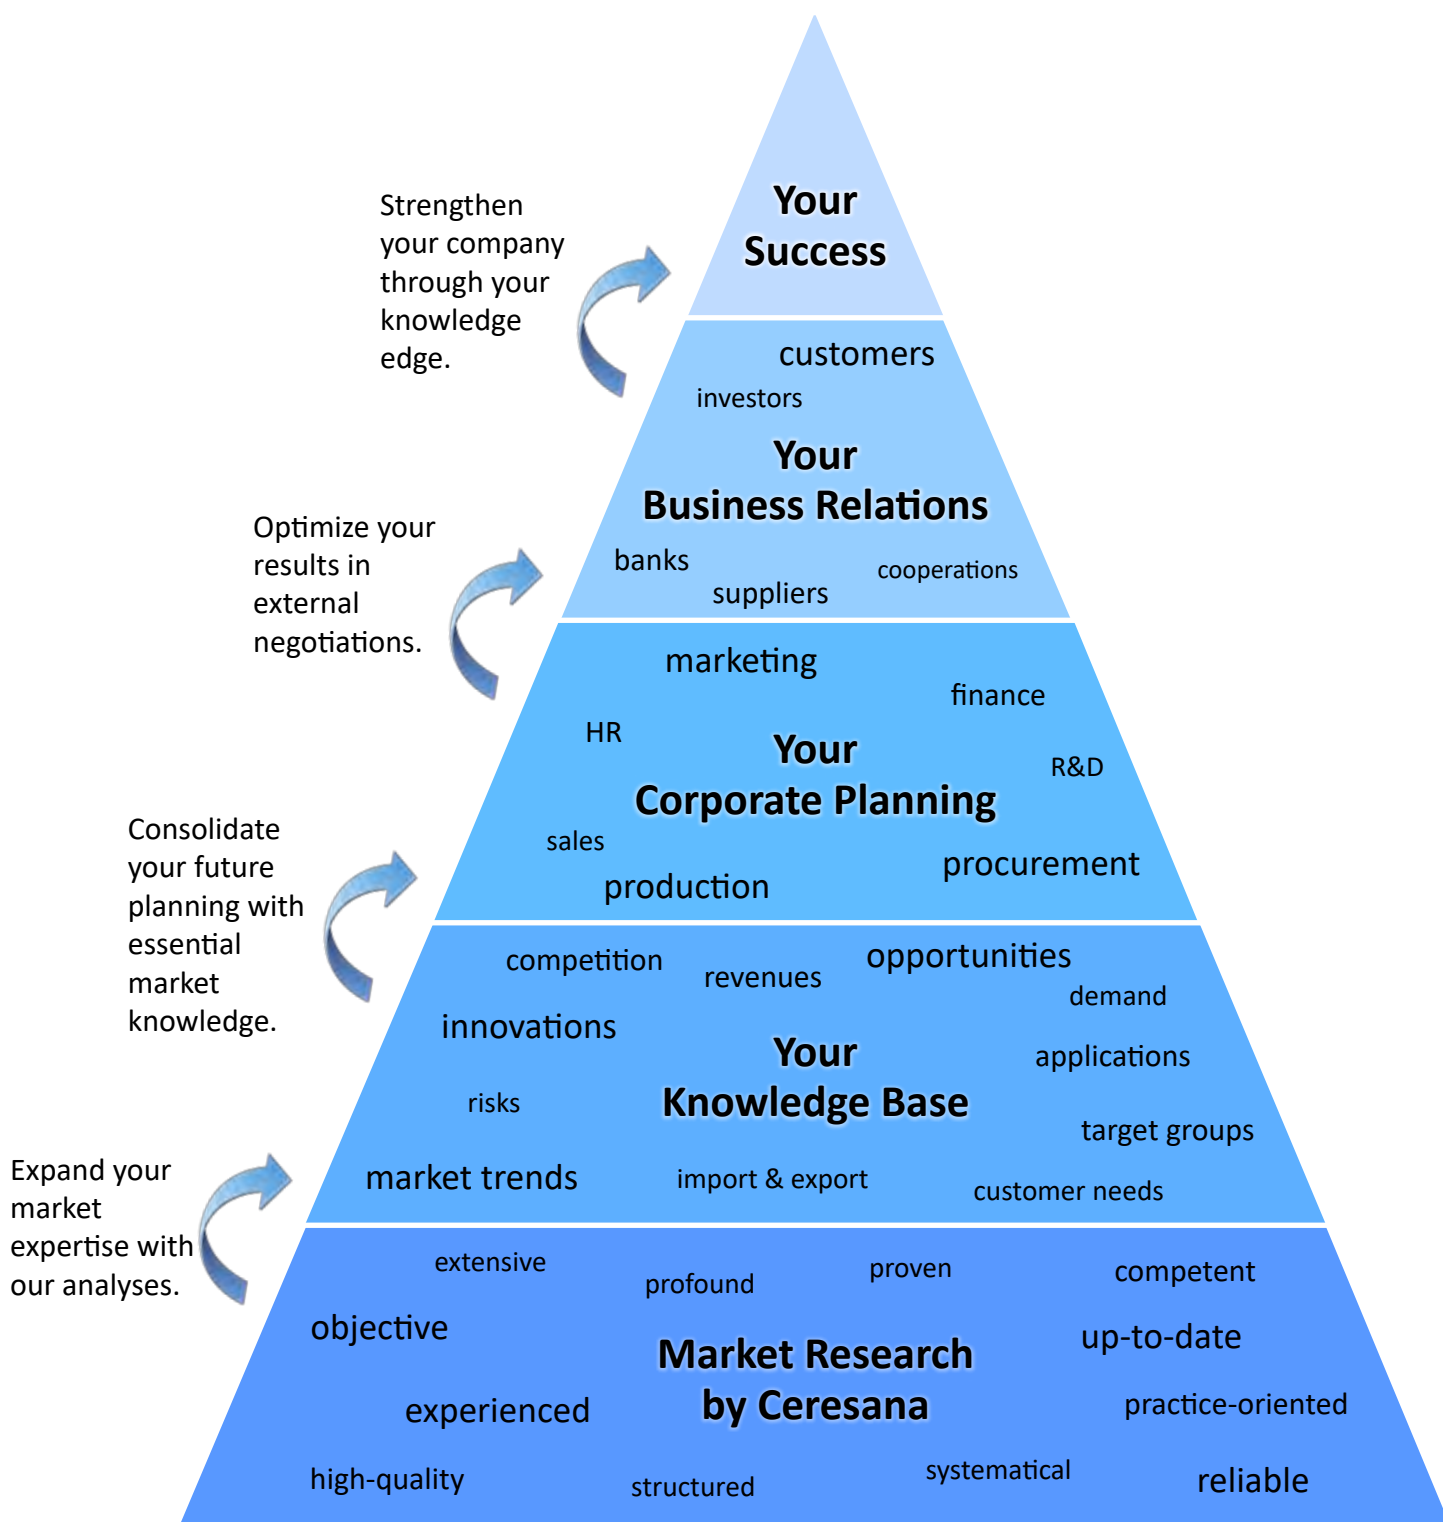 Your
Success
Strengthen
your company
through your
knowledge
edge.
customers
investors
Your
Business Relations
banks
cooperations
suppliers
Optimize your
results in
external
negotiations.
marketing
finance
HR
Your
R&D
Corporate Planning
sales
procurement
production
Consolidate
your future
planning with
essential
market
knowledge.
competition
revenues
opportunities
demand
innovations
Your
applications
Knowledge Base
risks
target groups
market trends
import & export
customer needs
Expand your
market
expertise with
our analyses.
extensive
profound
proven
competent
objective
up-to-date
Market Research
by Ceresana
experienced
practice-oriented
high-quality
structured
systematical
reliable